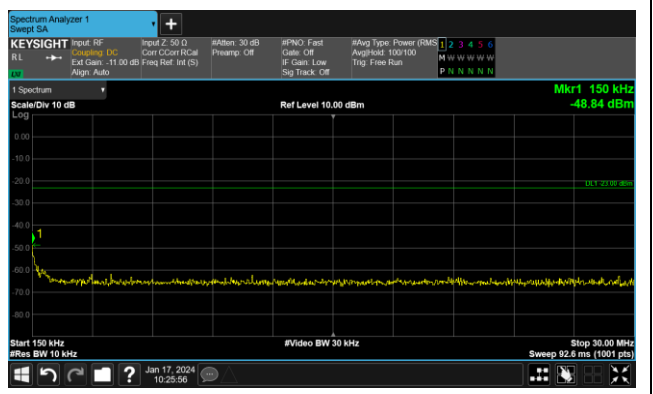 Spectrum Analyzer 1
Swept SA
+
KEYSIGHT Input: RF Input Z: 50 Ω #Atten: 30 dB #PNO: Fast #Avg Type: Power (RMS 1 2 3 4 5 6
R L Coupling: DC Corr CCorr RCal Preamp: Off Gate: Off Avg|Hold: 100/100 M W W W W W
Ext Gain: -11.00 dB Freq Ref: Int (S) IF Gain: Low Trig: Free Run
Align: Auto Sig Track: Off P N N N N N
1 Spectrum Mkr1 150 kHz
Scale/Div 10 dB Ref Level 10.00 dBm -48.84 dBm
Log
0.00
-10.0
-20.0
DL1 -23.00 dBm
-30.0
-40.0
1
-50.0
-60.0
-70.0
-80.0
Start 150 kHz #Video BW 30 kHz Stop 30.00 MHz
#Res BW 10 kHz Sweep 92.6 ms (1001 pts)
? Jan 17, 2024
10:25:56